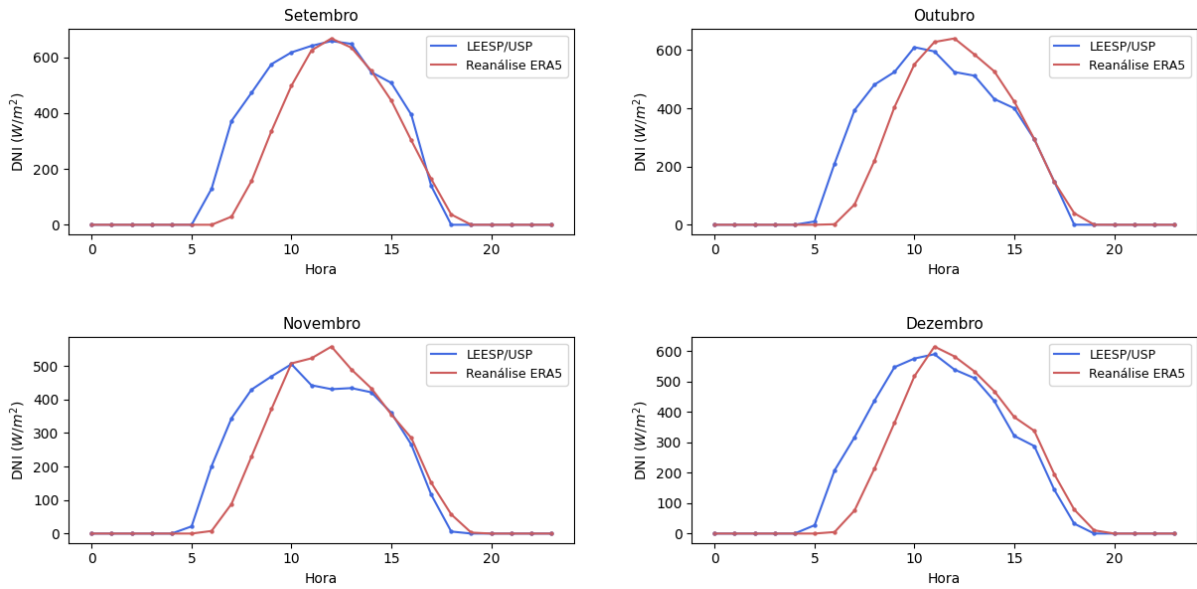 Setembro
DNI (W/m²)
600
400
200
0
LEESP/USP
Reanálise ERA5
0 5 10 15 20
Hora
Outubro
DNI (W/m²)
600
400
200
0
LEESP/USP
Reanálise ERA5
0 5 10 15 20
Hora
Novembro
DNI (W/m²)
500
400
300
200
100
0
LEESP/USP
Reanálise ERA5
0 5 10 15 20
Hora
Dezembro
DNI (W/m²)
600
500
400
300
200
100
0
LEESP/USP
Reanálise ERA5
0 5 10 15 20
Hora